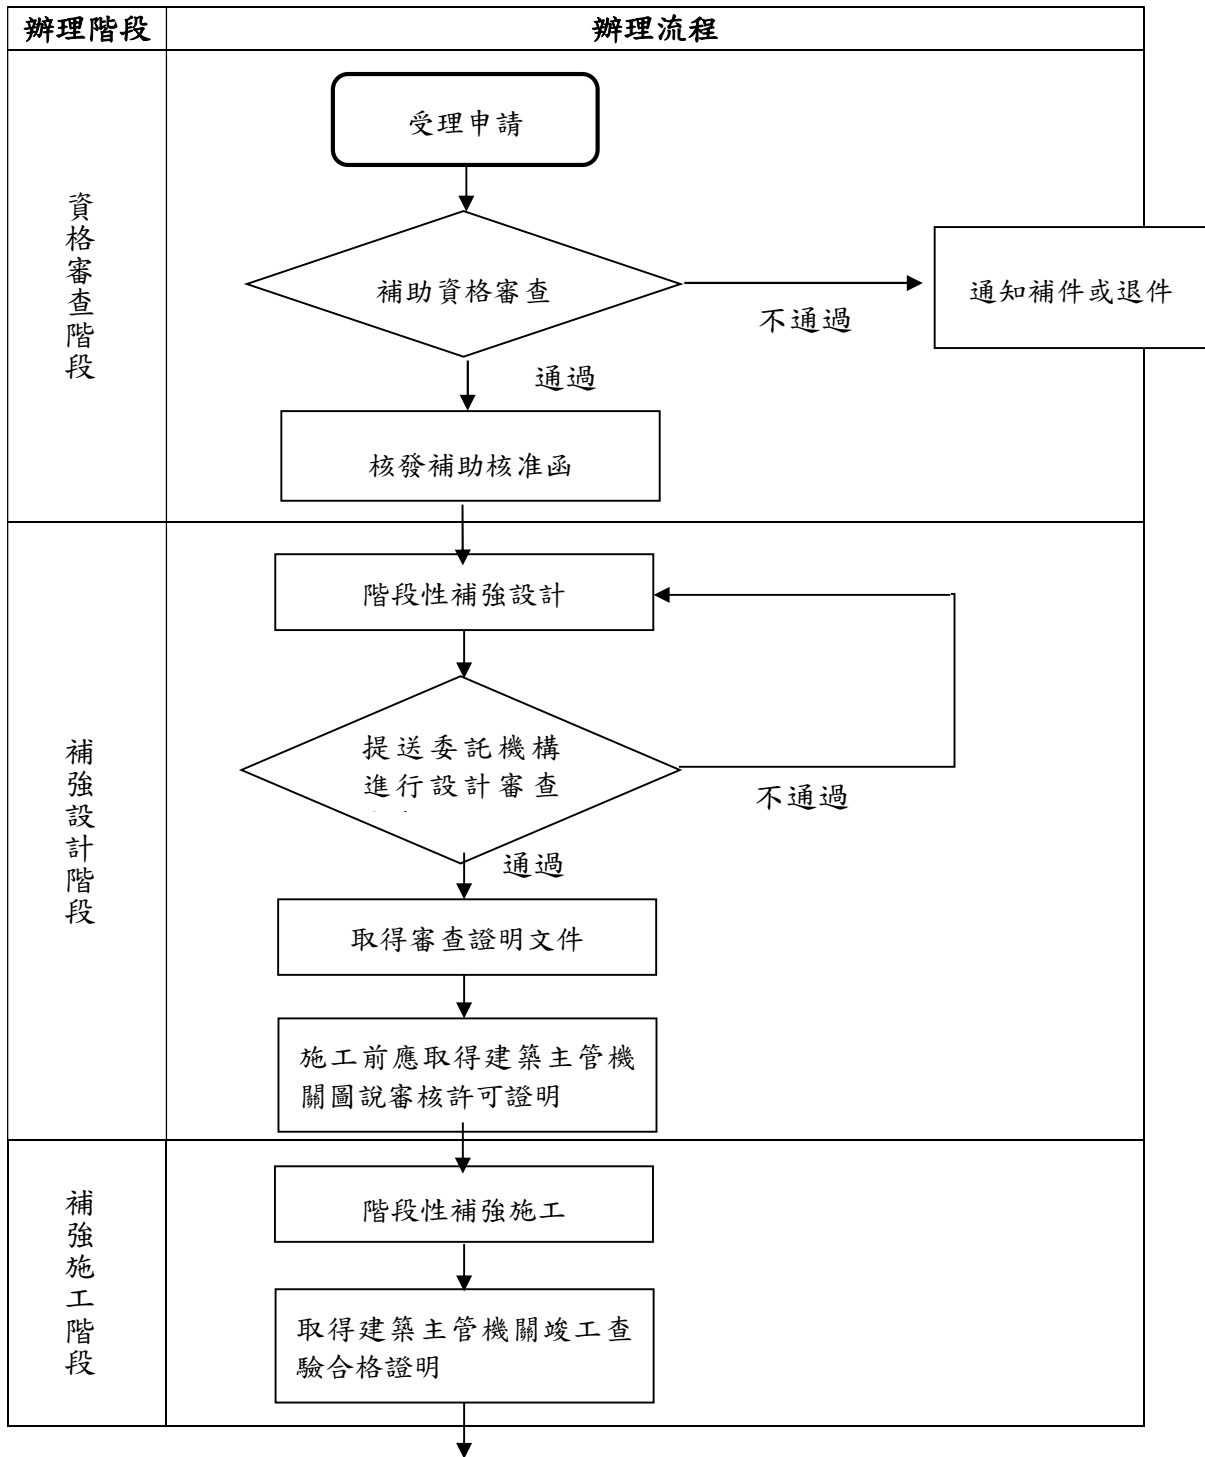 辦理階段
辦理流程
資格審查階段
受理申請
補助資格審查
不通過
通知補件或退件
通過
核發補助核准函
補強設計階段
階段性補強設計
提送委託機構
進行設計審查
不通過
通過
取得審查證明文件
施工前應取得建築主管機
關圖說審核許可證明
補強施工階段
階段性補強施工
取得建築主管機關竣工查
驗合格證明